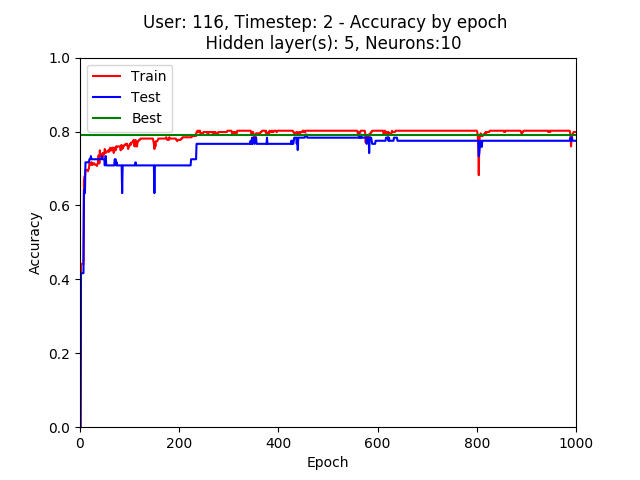 User: 116, Timestep: 2 - Accuracy by epoch
Hidden layer(s): 5, Neurons:10
1.0
0.8
0.6
0.4
0.2
0.0
Accuracy
Train
Test
Best
0 200 400 600 800 1000
Epoch